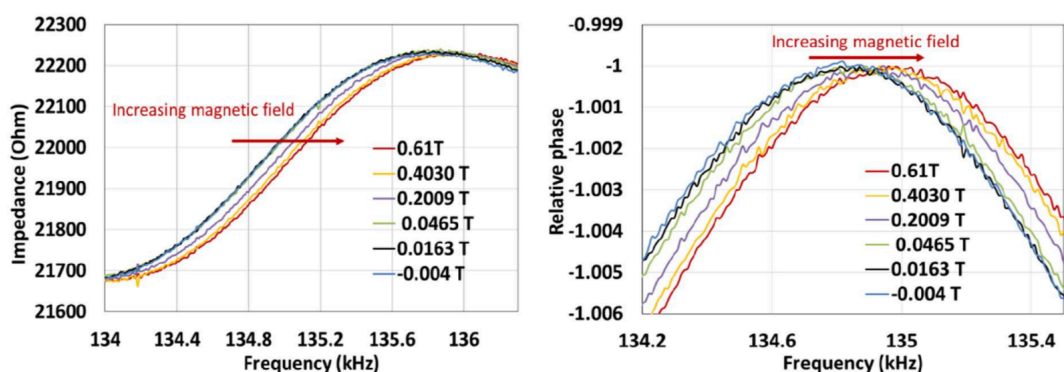 22300
22200
22100
22000
21900
21800
21700
21600
Impedance (Ohm)
Increasing magnetic field
0.61T
0.4030 T
0.2009 T
0.0465 T
0.0163 T
-0.004 T
134
134.4
134.8
135.2
135.6
136
Frequency (kHz)
-0.999
-1
-1.001
-1.002
-1.003
-1.004
-1.005
-1.006
Relative phase
Increasing magnetic field
0.61T
0.4030 T
0.2009 T
0.0465 T
0.0163 T
-0.004 T
134.2
134.6
135
135.4
Frequency (kHz)